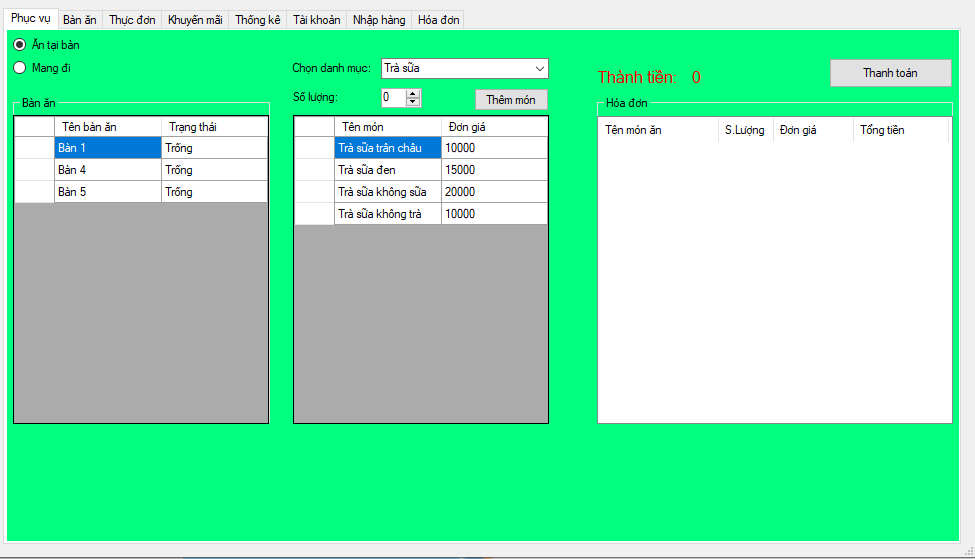 Phục vụ Bàn ăn Thực đơn Khuyến mãi Thống kê Tài khoản Nhập hàng Hóa đơn
Ăn tại bàn
Mang đi
Chọn danh mục: Trà sữa
Số lượng: 0 Thêm món
Thành tiền: 0 Thanh toán
Bàn ăn
Tên bàn ăn Trạng thái
Bàn 1 Trống
Bàn 4 Trống
Bàn 5 Trống
Tên món Đơn giá
Trà sữa trân châu 10000
Trà sữa đen 15000
Trà sữa không sữa 20000
Trà sữa không trà 10000
Hóa đơn
Tên món ăn S.Lượng Đơn giá Tổng tiền